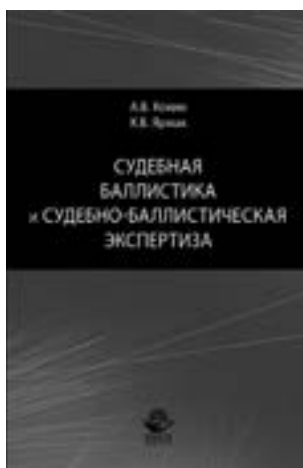 А.В. Кокин
К.В. Ярмак
СУДЕБНАЯ
БАЛЛИСТИКА
и СУДЕБНО-БАЛЛИСТИЧЕСКАЯ
ЭКСПЕРТИЗА